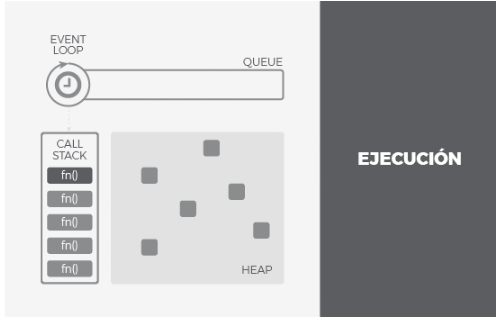 EVENT
LOOP
QUEUE
CALL
STACK
fn()
fn()
fn()
fn()
fn()
HEAP
EJECUCIÓN